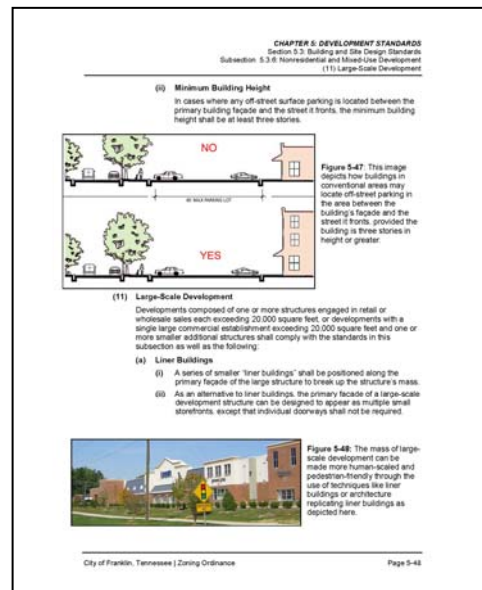 CHAPTER 5: DEVELOPMENT STANDARDS
Section 5.3: Building and Site Design Standards
Subsection 5.3.6: Nonresidential and Mixed-Use Development
(11) Large-Scale Development
(ii) Minimum Building Height
In cases where any off-street surface parking is located between the
primary building façade and the street it fronts, the minimum building
height shall be at least three stories.
NO
60' MAX PARKING LOT
YES
Figure 5-47: This image
depicts how buildings in
conventional areas may
locate off-street parking in
the area between the
building's façade and the
street it fronts, provided the
building is three stories in
height or greater.
(11) Large-Scale Development
Developments composed of one or more structures engaged in retail or
wholesale sales each exceeding 20,000 square feet, or developments with a
single large commercial establishment exceeding 20,000 square feet and one or
more smaller additional structures shall comply with the standards in this
subsection as well as the following:
(a) Liner Buildings
(i) A series of smaller "liner buildings" shall be positioned along the
primary façade of the large structure to break up the structure's mass.
(ii) As an alternative to liner buildings, the primary facade of a large-scale
development structure can be designed to appear as multiple small
storefronts, except that individual doorways shall not be required.
Figure 5-48: The mass of large-
scale development can be
made more human-scaled and
pedestrian-friendly through the
use of techniques like liner
buildings or architecture
replicating liner buildings as
depicted here.
City of Franklin, Tennessee | Zoning Ordinance
Page 5-48